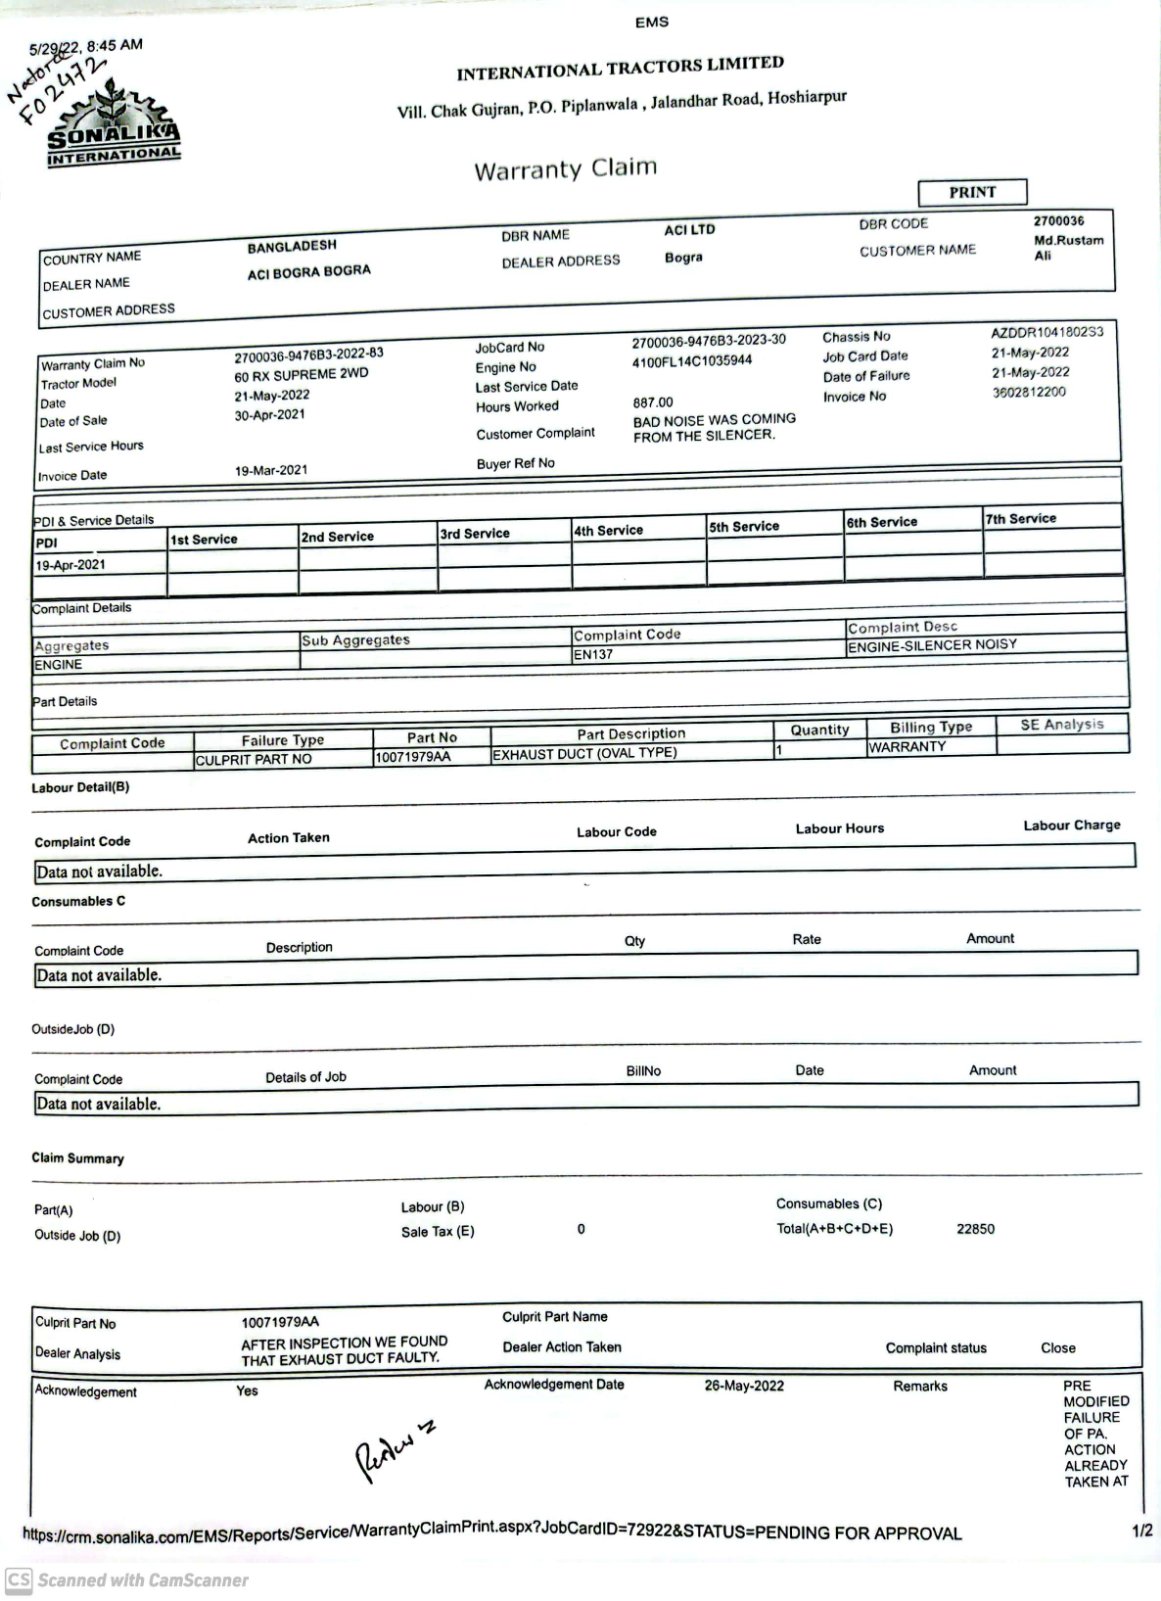 EMS
5/29/22, 8:45 AM
Natore
FO2472
SONALIKA
INTERNATIONAL
INTERNATIONAL TRACTORS LIMITED
Vill. Chak Gujran, P.O. Piplanwala , Jalandhar Road, Hoshiarpur
Warranty Claim
PRINT
COUNTRY NAME BANGLADESH DBR NAME ACI LTD DBR CODE 2700036
DEALER NAME ACI BOGRA BOGRA DEALER ADDRESS Bogra CUSTOMER NAME Md.Rustam Ali
CUSTOMER ADDRESS
Warranty Claim No 2700036-9476B3-2022-83 JobCard No 2700036-9476B3-2023-30 Chassis No AZDDR1041802S3
Tractor Model 60 RX SUPREME 2WD Engine No 4100FL14C1035944 Job Card Date 21-May-2022
Date 21-May-2022 Last Service Date Date of Failure 21-May-2022
Date of Sale 30-Apr-2021 Hours Worked 887.00 Invoice No 3602812200
Last Service Hours Customer Complaint BAD NOISE WAS COMING
FROM THE SILENCER.
Invoice Date 19-Mar-2021 Buyer Ref No
PDI & Service Details
PDI 1st Service 2nd Service 3rd Service 4th Service 5th Service 6th Service 7th Service
19-Apr-2021
Complaint Details
Aggregates Sub Aggregates Complaint Code Complaint Desc
ENGINE EN137 ENGINE-SILENCER NOISY
Part Details
Complaint Code Failure Type Part No Part Description Quantity Billing Type SE Analysis
CULPRIT PART NO 10071979AA EXHAUST DUCT (OVAL TYPE) 1 WARRANTY
Labour Detail(B)
Complaint Code Action Taken Labour Code Labour Hours Labour Charge
Data not available.
Consumables C
Complaint Code Description Qty Rate Amount
Data not available.
OutsideJob (D)
Complaint Code Details of Job BillNo Date Amount
Data not available.
Claim Summary
Part(A) Labour (B) Consumables (C)
Outside Job (D) Sale Tax (E) 0 Total(A+B+C+D+E) 22850
Culprit Part No 10071979AA Culprit Part Name
Dealer Analysis AFTER INSPECTION WE FOUND Dealer Action Taken Complaint status Close
THAT EXHAUST DUCT FAULTY.
Acknowledgement Yes Acknowledgement Date 26-May-2022 Remarks PRE
MODIFIED
FAILURE
OF PA.
ACTION
ALREADY
TAKEN AT
https://crm.sonalika.com/EMS/Reports/Service/WarrantyClaimPrint.aspx?JobCardID=72922&STATUS=PENDING FOR APPROVAL 1/2
CS Scanned with CamScanner